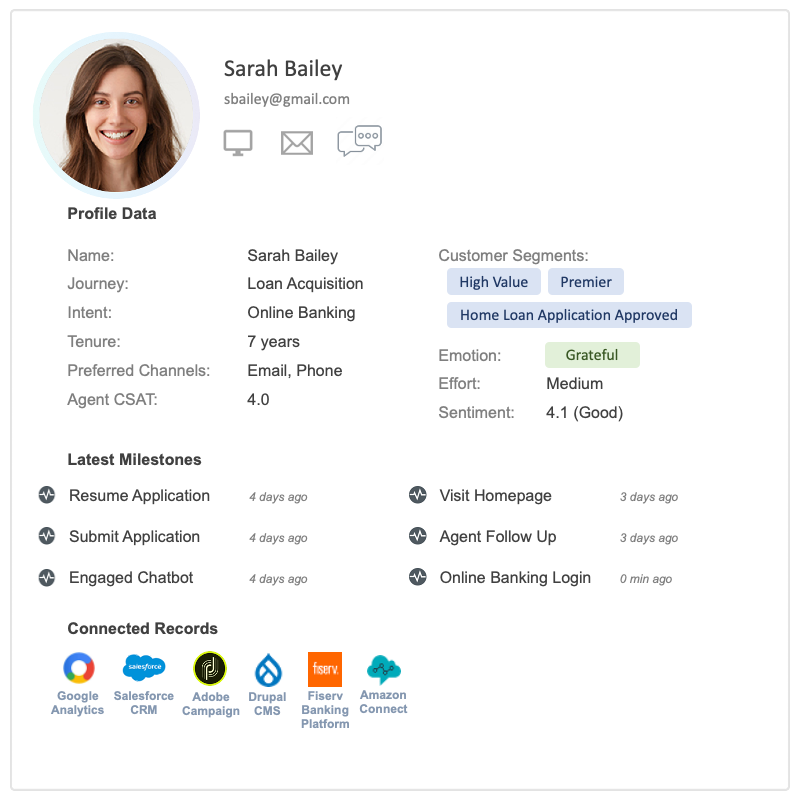 Sarah Bailey
sbailey@gmail.com
Profile Data
Name: Sarah Bailey
Journey: Loan Acquisition
Intent: Online Banking
Tenure: 7 years
Preferred Channels: Email, Phone
Agent CSAT: 4.0
Customer Segments:
High Value Premier
Home Loan Application Approved
Emotion: Grateful
Effort: Medium
Sentiment: 4.1 (Good)
Latest Milestones
Resume Application 4 days ago
Submit Application 4 days ago
Engaged Chatbot 4 days ago
Visit Homepage 3 days ago
Agent Follow Up 3 days ago
Online Banking Login 0 min ago
Connected Records
Google
Analytics
salesforce
Salesforce
CRM
Adobe
Campaign
Drupal
CMS
fiserv.
Fiserv
Banking
Platform
Amazon
Connect